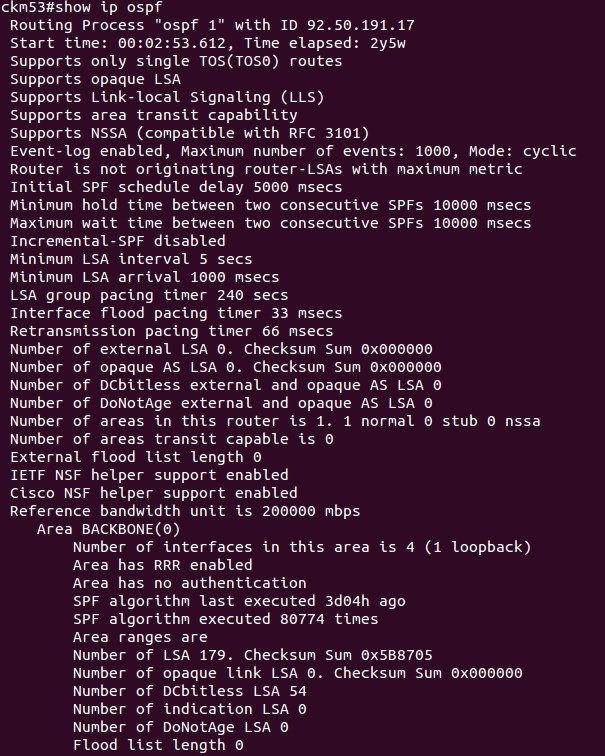 ckm53#show ip ospf
Routing Process "ospf 1" with ID 92.50.191.17
Start time: 00:02:53.612, Time elapsed: 2y5w
Supports only single TOS(TOS0) routes
Supports opaque LSA
Supports Link-local Signaling (LLS)
Supports area transit capability
Supports NSSA (compatible with RFC 3101)
Event-log enabled, Maximum number of events: 1000, Mode: cyclic
Router is not originating router-LSAs with maximum metric
Initial SPF schedule delay 5000 msecs
Minimum hold time between two consecutive SPFs 10000 msecs
Maximum wait time between two consecutive SPFs 10000 msecs
Incremental-SPF disabled
Minimum LSA interval 5 secs
Minimum LSA arrival 1000 msecs
LSA group pacing timer 240 secs
Interface flood pacing timer 33 msecs
Retransmission pacing timer 66 msecs
Number of external LSA 0. Checksum Sum 0x000000
Number of opaque AS LSA 0. Checksum Sum 0x000000
Number of DCbitless external and opaque AS LSA 0
Number of DoNotAge external and opaque AS LSA 0
Number of areas in this router is 1. 1 normal 0 stub 0 nssa
Number of areas transit capable is 0
External flood list length 0
IETF NSF helper support enabled
Cisco NSF helper support enabled
Reference bandwidth unit is 200000 mbps
Area BACKBONE(0)
Number of interfaces in this area is 4 (1 loopback)
Area has RRR enabled
Area has no authentication
SPF algorithm last executed 3d04h ago
SPF algorithm executed 80774 times
Area ranges are
Number of LSA 179. Checksum Sum 0x5B8705
Number of opaque link LSA 0. Checksum Sum 0x000000
Number of DCbitless LSA 54
Number of indication LSA 0
Number of DoNotAge LSA 0
Flood list length 0